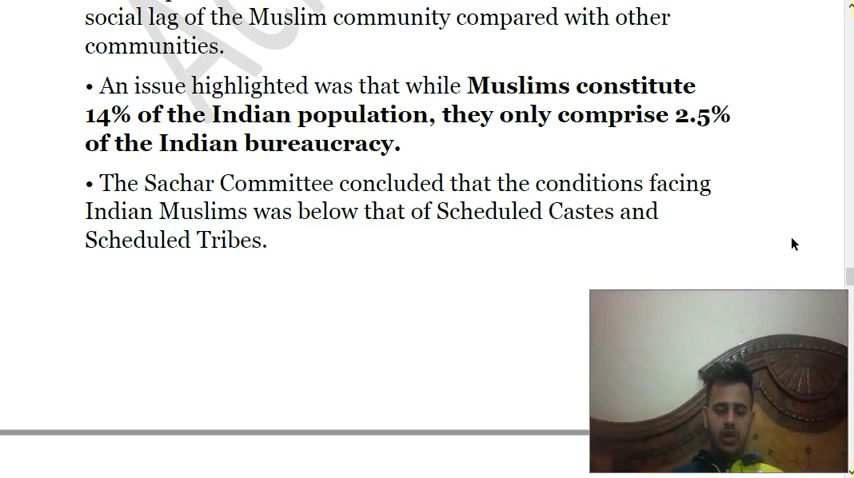 social lag of the Muslim community compared with other
communities.
• An issue highlighted was that while Muslims constitute
14% of the Indian population, they only comprise 2.5%
of the Indian bureaucracy.
• The Sachar Committee concluded that the conditions facing
Indian Muslims was below that of Scheduled Castes and
Scheduled Tribes.